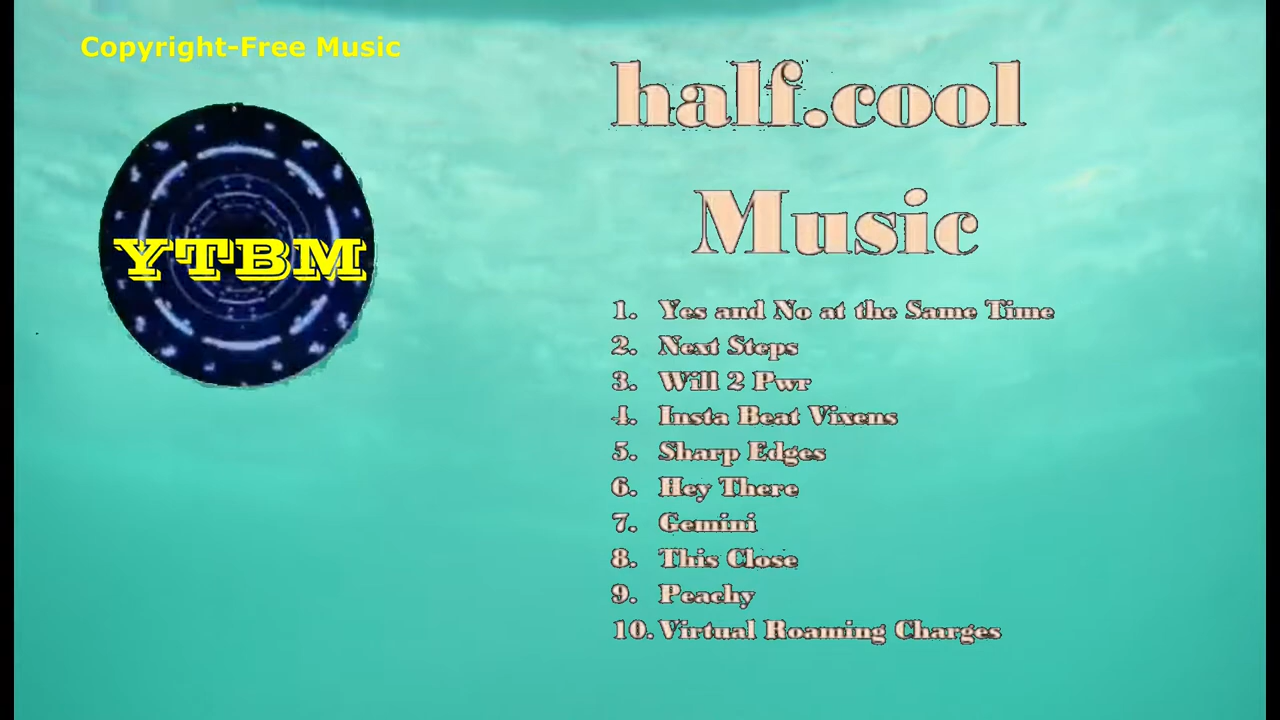 Copyright-Free Music
YTBM
half.cool
Music
1. Yes and No at the Same Time
2. Next Steps
3. Will 2 Pwr
4. Insta Beat Vixens
5. Sharp Edges
6. Hey There
7. Gemini
8. This Close
9. Peachy
10. Virtual Roaming Charges